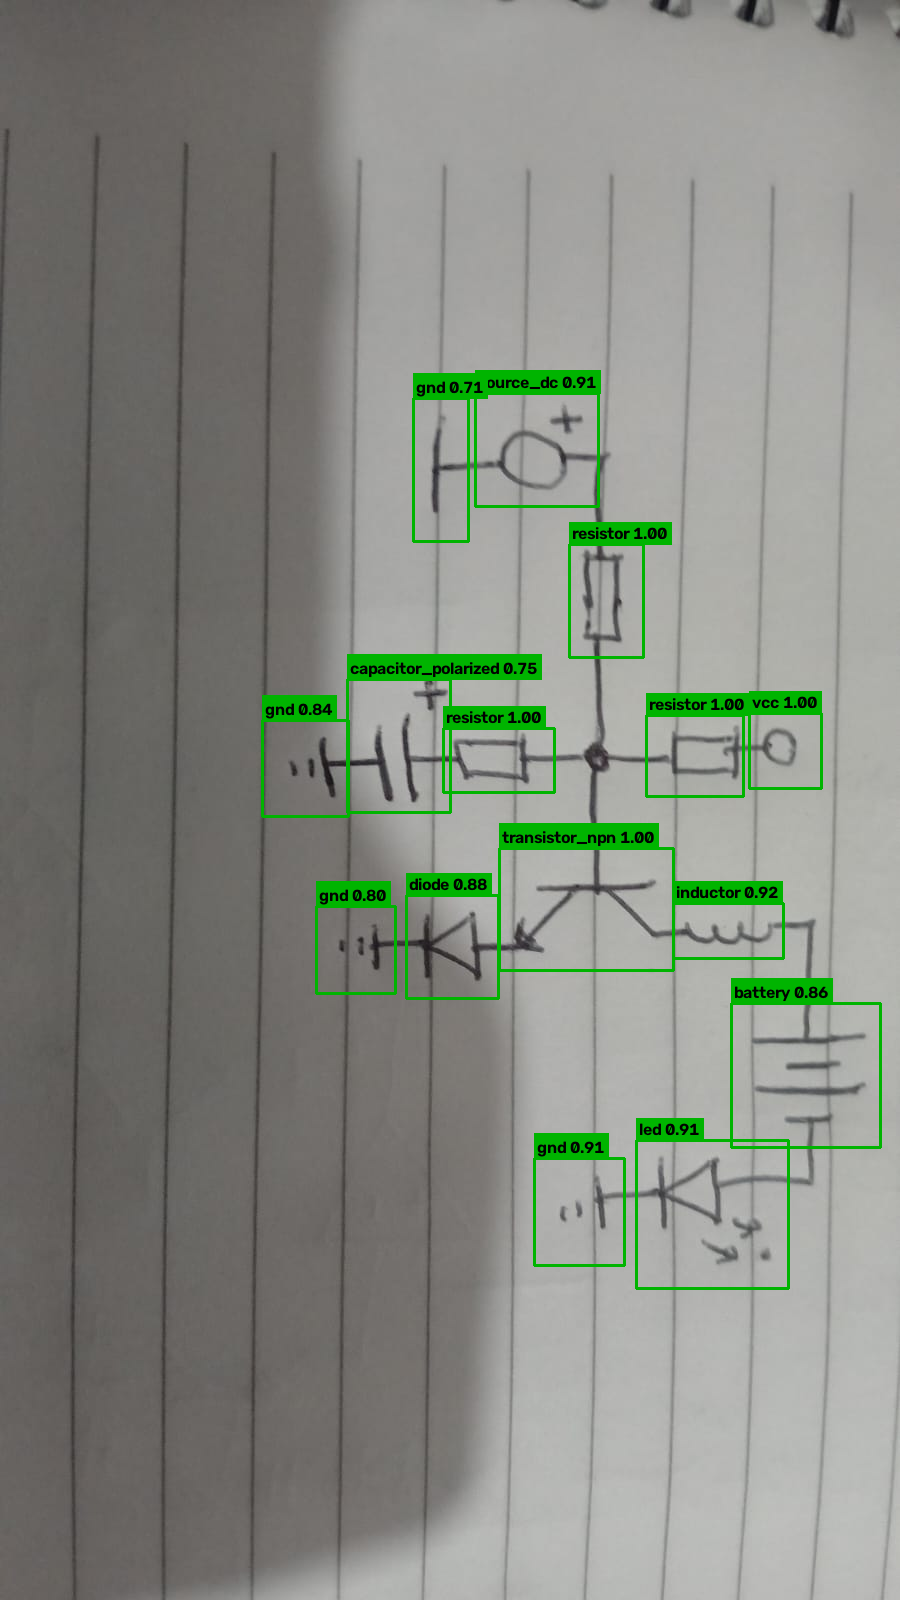 gnd 0.71
ource_dc 0.91
+
resistor 1.00
capacitor_polarized 0.75
+
gnd 0.84
resistor 1.00
resistor 1.00
vcc 1.00
transistor_npn 1.00
gnd 0.80
diode 0.88
inductor 0.92
battery 0.86
led 0.91
gnd 0.91